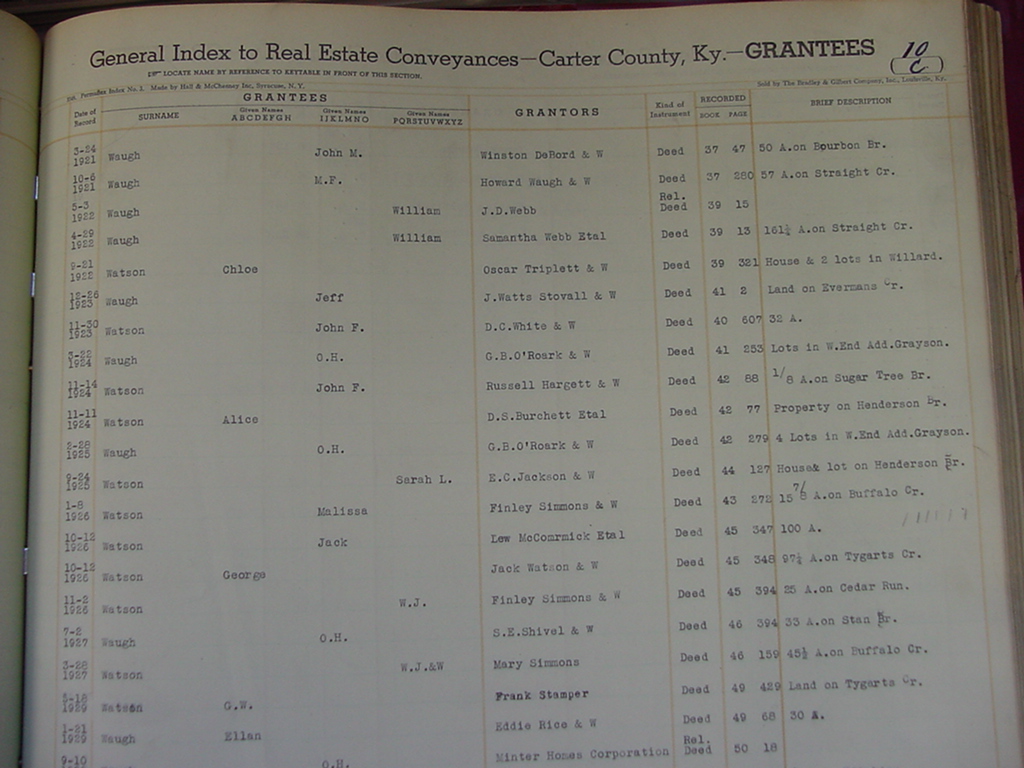 General Index to Real Estate Conveyances—Carter County, Ky.—GRANTEES 10 C
LOCATE NAME BY REFERENCE TO KEYTABLE IN FRONT OF THIS SECTION.
Index No. 1. Made by Hall & McChesney Inc, Syracuse, N. Y. Sold by The Bradley & Gilbert Company, Inc., Louisville, Ky.
Date of Record SURNAME GRANTEES Given Names ABCDEFGH Given Names IJKLMNO Given Names PQRSTUVWXYZ GRANTORS Kind of Instrument RECORDED BOOK PAGE BRIEF DESCRIPTION
3-24 1921 Waugh John M. Winston DeBord & W Deed 37 47 50 A.on Bourbon Br.
10-6 1921 Waugh M.F. Howard Waugh & W Deed 37 280 57 A.on Straight Cr.
5-3 1922 Waugh William J.D.Webb Rel. Deed 39 15
4-29 1922 Waugh William Samantha Webb Etal Deed 39 13 161¼ A.on Straight Cr.
9-21 1922 Watson Chloe Oscar Triplett & W Deed 39 321 House & 2 lots in Willard.
12-26 1923 Waugh Jeff J.Watts Stovall & W Deed 41 2 Land on Evermans Cr.
11-30 1923 Watson John F. D.C.White & W Deed 40 607 32 A.
3-22 1924 Waugh O.H. G.B.O'Roark & W Deed 41 253 Lots in W.End Add.Grayson.
11-14 1924 Watson John F. Russell Hargett & W Deed 42 88 1/8 A.on Sugar Tree Br.
11-11 1924 Watson Alice D.S.Burchett Etal Deed 42 77 Property on Henderson Br.
2-28 1925 Waugh O.H. G.B.O'Roark & W Deed 42 279 4 Lots in W.End Add.Grayson.
9-24 1925 Watson Sarah L. E.C.Jackson & W Deed 44 127 House& lot on Henderson Br.
1-8 1926 Watson Malissa Finley Simmons & W Deed 43 272 15 7/8 A.on Buffalo Cr.
10-12 1926 Watson Jack Lew McCommrick Etal Deed 45 347 100 A.
10-12 1926 Watson George Jack Watson & W Deed 45 348 97½ A.on Tygarts Cr.
11-2 1926 Watson W.J. Finley Simmons & W Deed 45 394 25 A.on Cedar Run.
7-2 1927 Waugh O.H. S.E.Shivel & W Deed 46 394 33 A.on Stan Br.
3-28 1927 Watson W.J.&W Mary Simmons Deed 46 159 45½ A.on Buffalo Cr.
5-18 1929 Watson G.W. Frank Stamper Deed 49 429 Land on Tygarts Cr.
1-21 1929 Waugh Ellan Eddie Rice & W Deed 49 68 30 A.
9-10 O.H. Minter Homes Corporation Rel. Deed 50 18